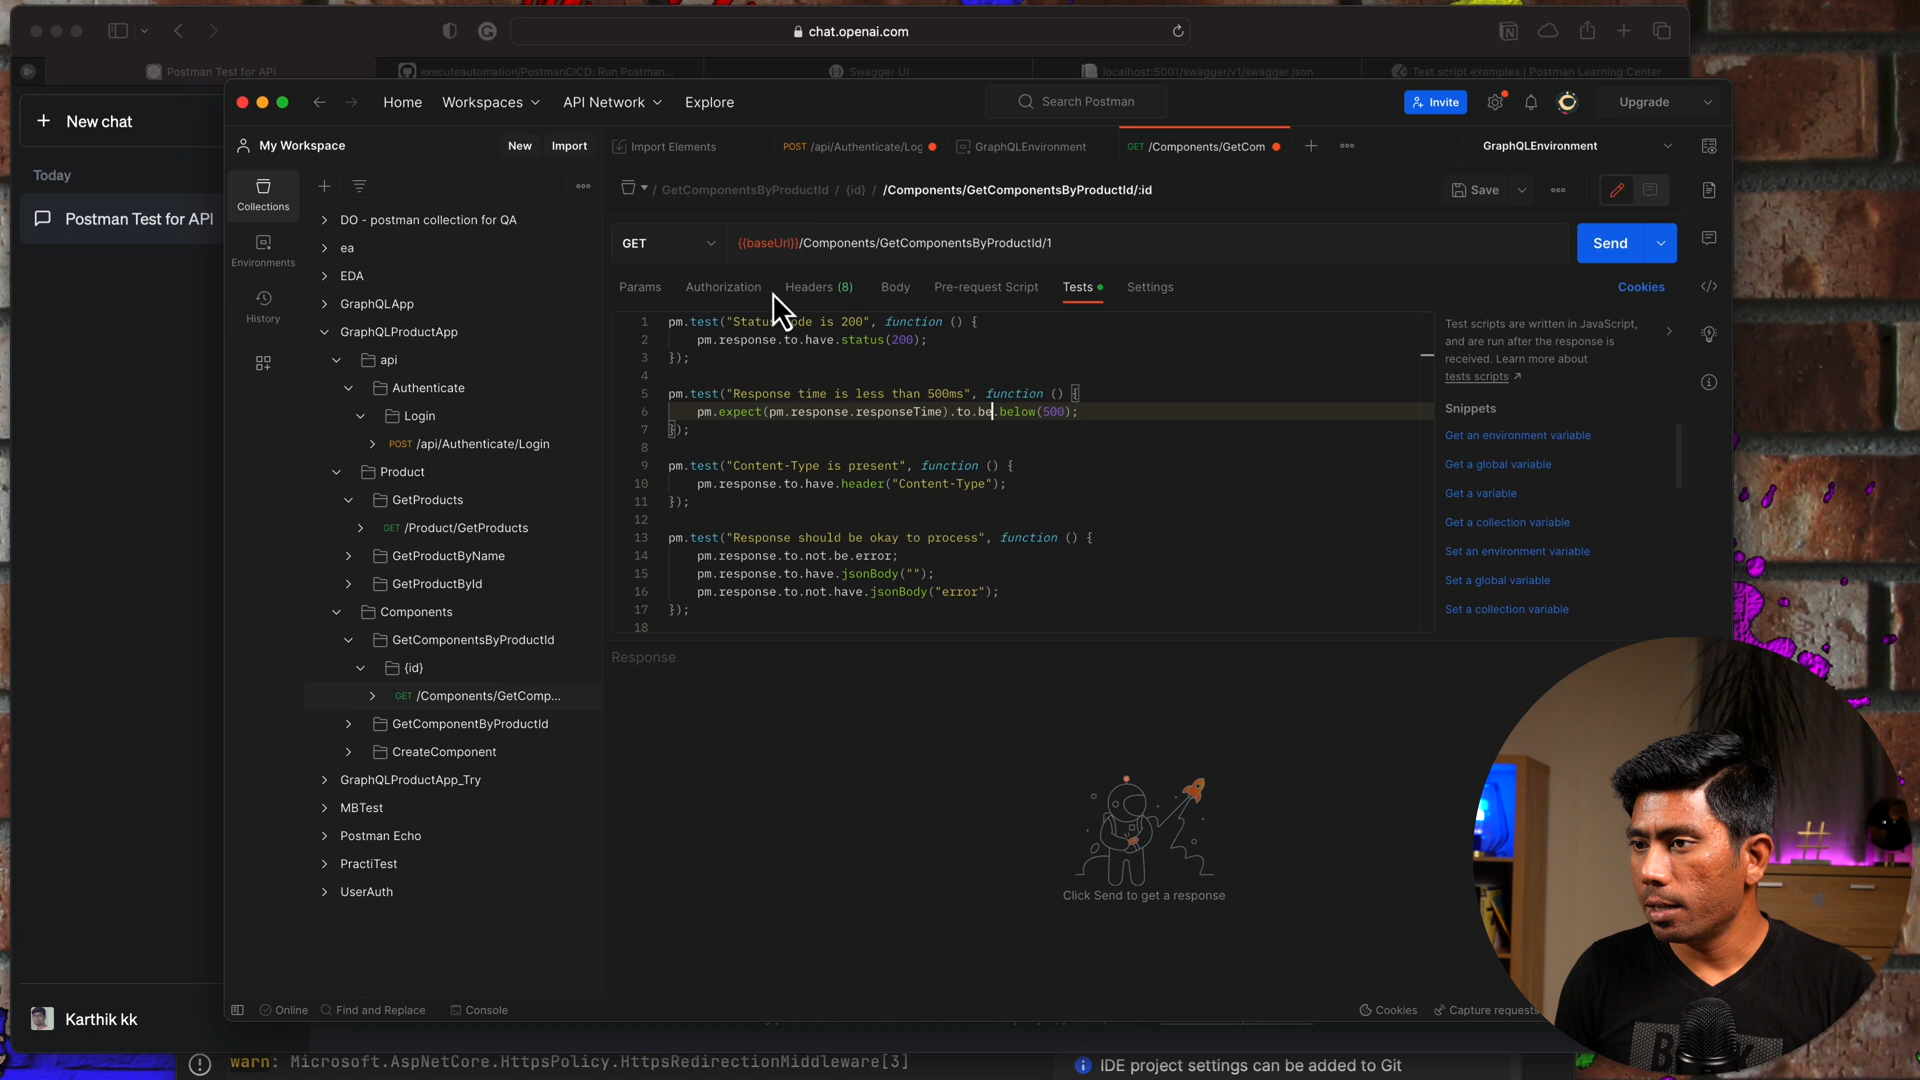 chat.openai.com
Postman Test for API
executeautomation/PostmanCICD: Run Postman...
Swagger UI
localhost:5001/swagger/v1/swagger.json
Test script examples | Postman Learning Center
New chat
Today
Postman Test for API
Karthik kk
Home
Workspaces
API Network
Explore
Search Postman
Invite
Upgrade
My Workspace
New
Import
Import Elements
POST /api/Authenticate/Log
GraphQLEnvironment
GET /Components/GetCom
GraphQLEnvironment
Collections
Environments
History
DO - postman collection for QA
ea
EDA
GraphQLApp
GraphQLProductApp
api
Authenticate
Login
POST /api/Authenticate/Login
Product
GetProducts
GET /Product/GetProducts
GetProductByName
GetProductById
Components
GetComponentsByProductId
{id}
GET /Components/GetComp...
GetComponentByProductId
CreateComponent
GraphQLProductApp_Try
MBTest
Postman Echo
PractiTest
UserAuth
/ GetComponentsByProductId / {id} / /Components/GetComponentsByProductId/:id
Save
GET
{{baseUrl}}/Components/GetComponentsByProductId/1
Send
Params
Authorization
Headers (8)
Body
Pre-request Script
Tests
Settings
Cookies
1 pm.test("Status code is 200", function () {
2 pm.response.to.have.status(200);
3 });
4
5 pm.test("Response time is less than 500ms", function () {
6 pm.expect(pm.response.responseTime).to.be.below(500);
7 });
8
9 pm.test("Content-Type is present", function () {
10 pm.response.to.have.header("Content-Type");
11 });
12
13 pm.test("Response should be okay to process", function () {
14 pm.response.to.not.be.error;
15 pm.response.to.have.jsonBody("");
16 pm.response.to.not.have.jsonBody("error");
17 });
18
Test scripts are written in JavaScript,
and are run after the response is
received. Learn more about
tests scripts
Snippets
Get an environment variable
Get a global variable
Get a variable
Get a collection variable
Set an environment variable
Set a global variable
Set a collection variable
Response
Click Send to get a response
Online
Find and Replace
Console
Cookies
Capture requests
warn: Microsoft.AspNetCore.HttpsPolicy.HttpsRedirectionMiddleware[3]
IDE project settings can be added to Git